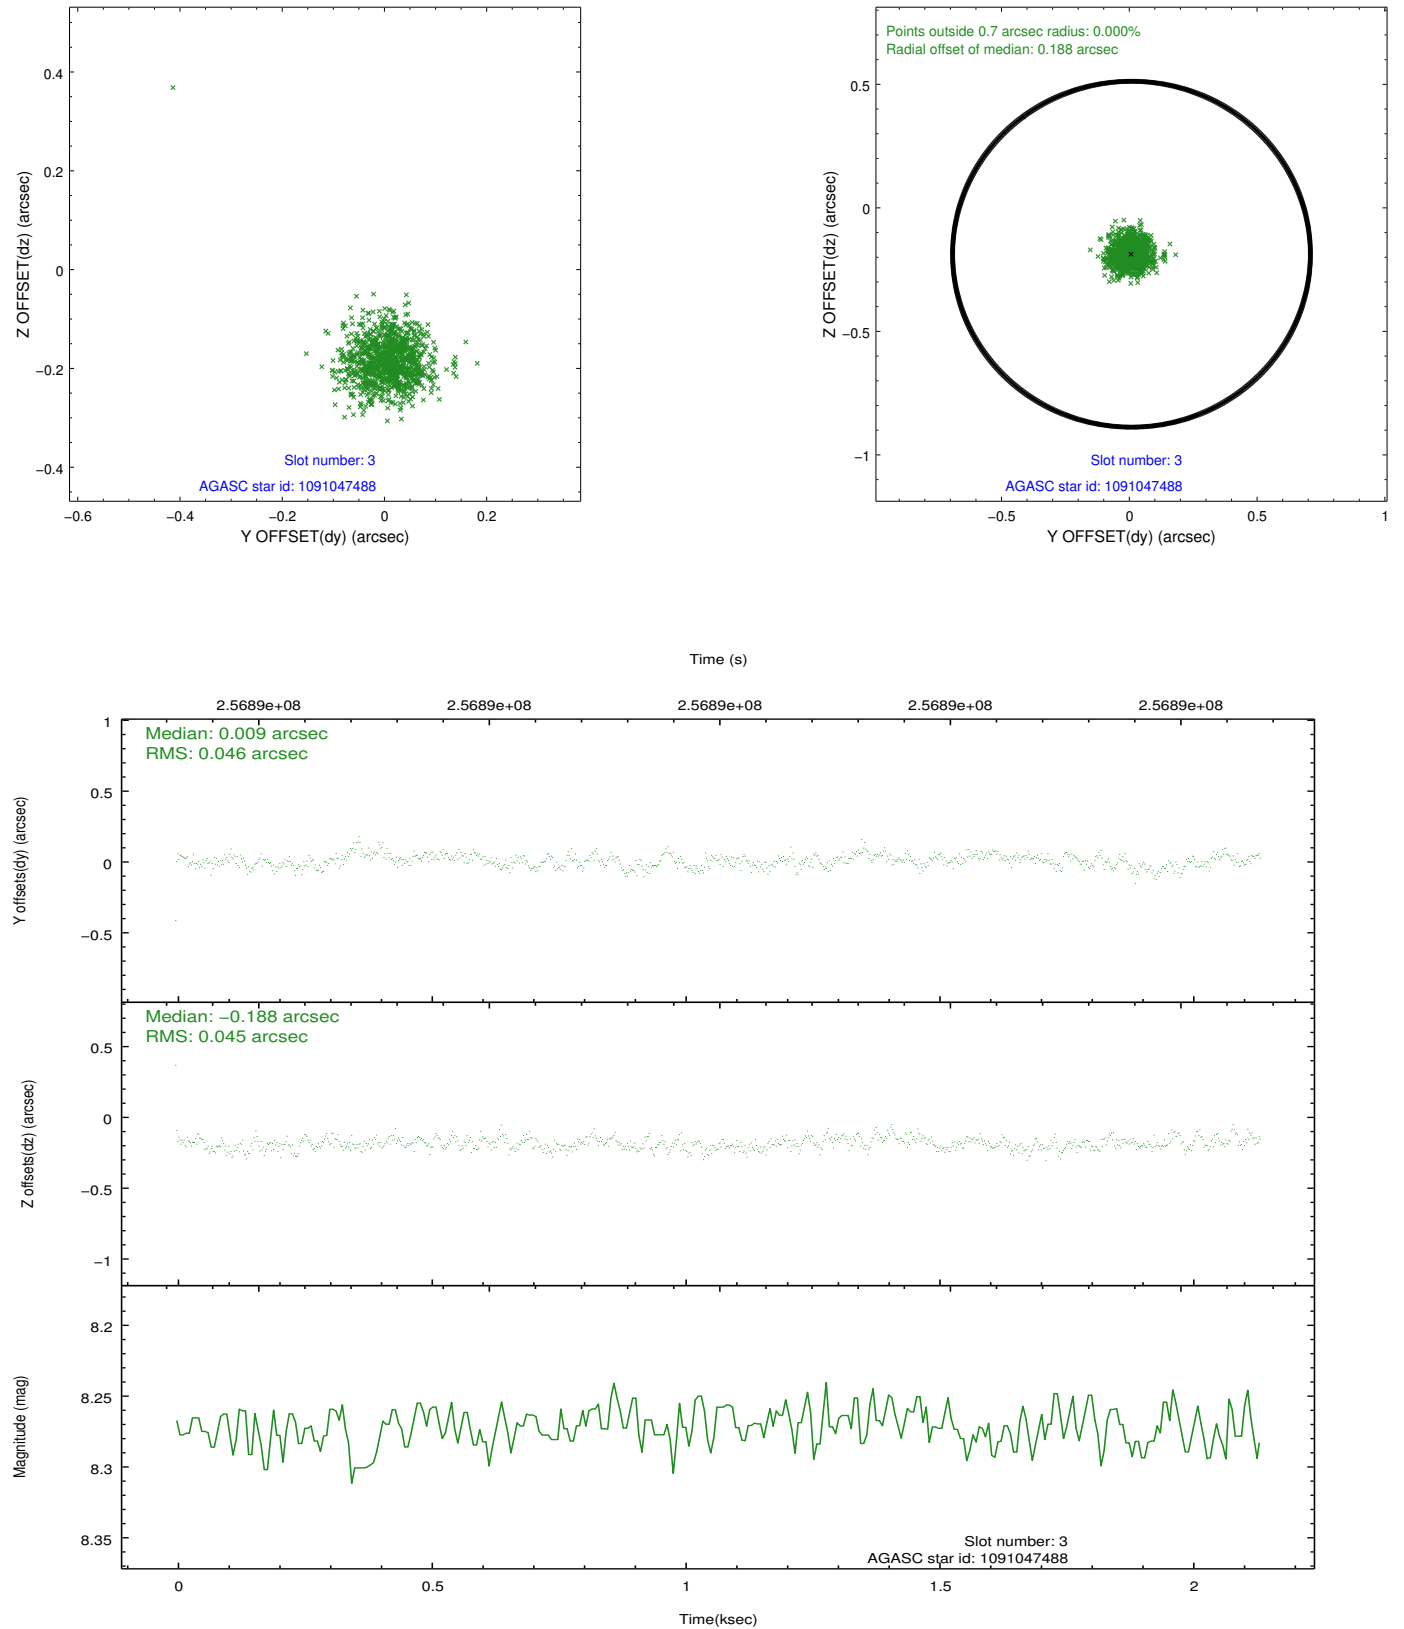 0.4
0.2
0
−0.2
−0.4
Z OFFSET(dz) (arcsec)
Slot number: 3
AGASC star id: 1091047488
−0.6
−0.4
−0.2
0
0.2
Y OFFSET(dy) (arcsec)
Points outside 0.7 arcsec radius: 0.000%
Radial offset of median: 0.188 arcsec
0.5
0
−0.5
−1
Z OFFSET(dz) (arcsec)
Slot number: 3
AGASC star id: 1091047488
−0.5
0
0.5
1
Y OFFSET(dy) (arcsec)
Time (s)
2.5689e+08
2.5689e+08
2.5689e+08
2.5689e+08
2.5689e+08
Median: 0.009 arcsec
RMS: 0.046 arcsec
1
0.5
0
−0.5
Y offsets(dy) (arcsec)
Median: −0.188 arcsec
RMS: 0.045 arcsec
0.5
0
−0.5
−1
Z offsets(dz) (arcsec)
8.2
8.25
8.3
8.35
Magnitude (mag)
Slot number: 3
AGASC star id: 1091047488
0
0.5
1
1.5
2
Time(ksec)